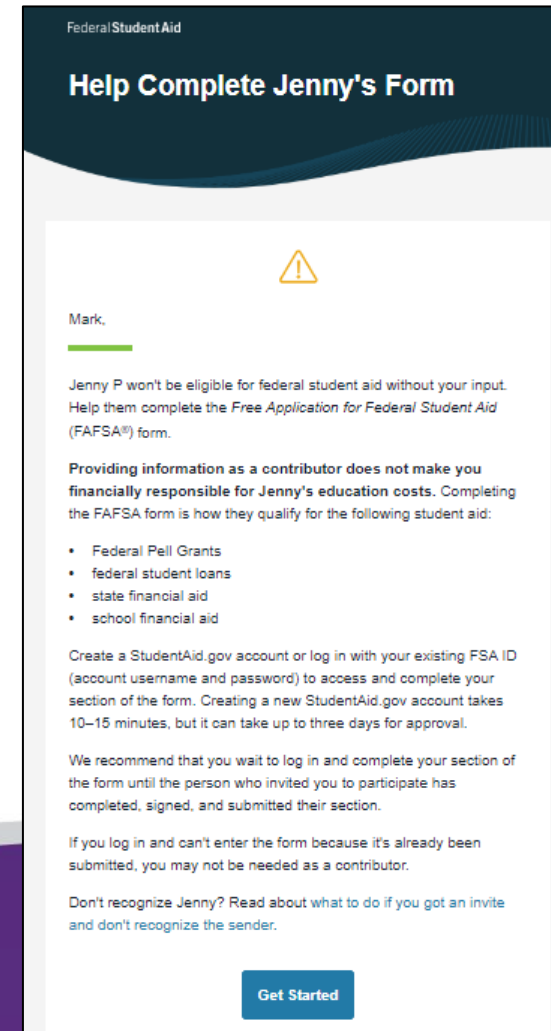 Federal Student Aid
Help Complete Jenny's Form
Mark,
Jenny P won't be eligible for federal student aid without your input.
Help them complete the Free Application for Federal Student Aid
(FAFSA®) form.
Providing information as a contributor does not make you
financially responsible for Jenny's education costs. Completing
the FAFSA form is how they qualify for the following student aid:
• Federal Pell Grants
• federal student loans
• state financial aid
• school financial aid
Create a StudentAid.gov account or log in with your existing FSA ID
(account username and password) to access and complete your
section of the form. Creating a new StudentAid.gov account takes
10–15 minutes, but it can take up to three days for approval.
We recommend that you wait to log in and complete your section of
the form until the person who invited you to participate has
completed, signed, and submitted their section.
If you log in and can't enter the form because it's already been
submitted, you may not be needed as a contributor.
Don't recognize Jenny? Read about what to do if you got an invite
and don't recognize the sender.
Get Started